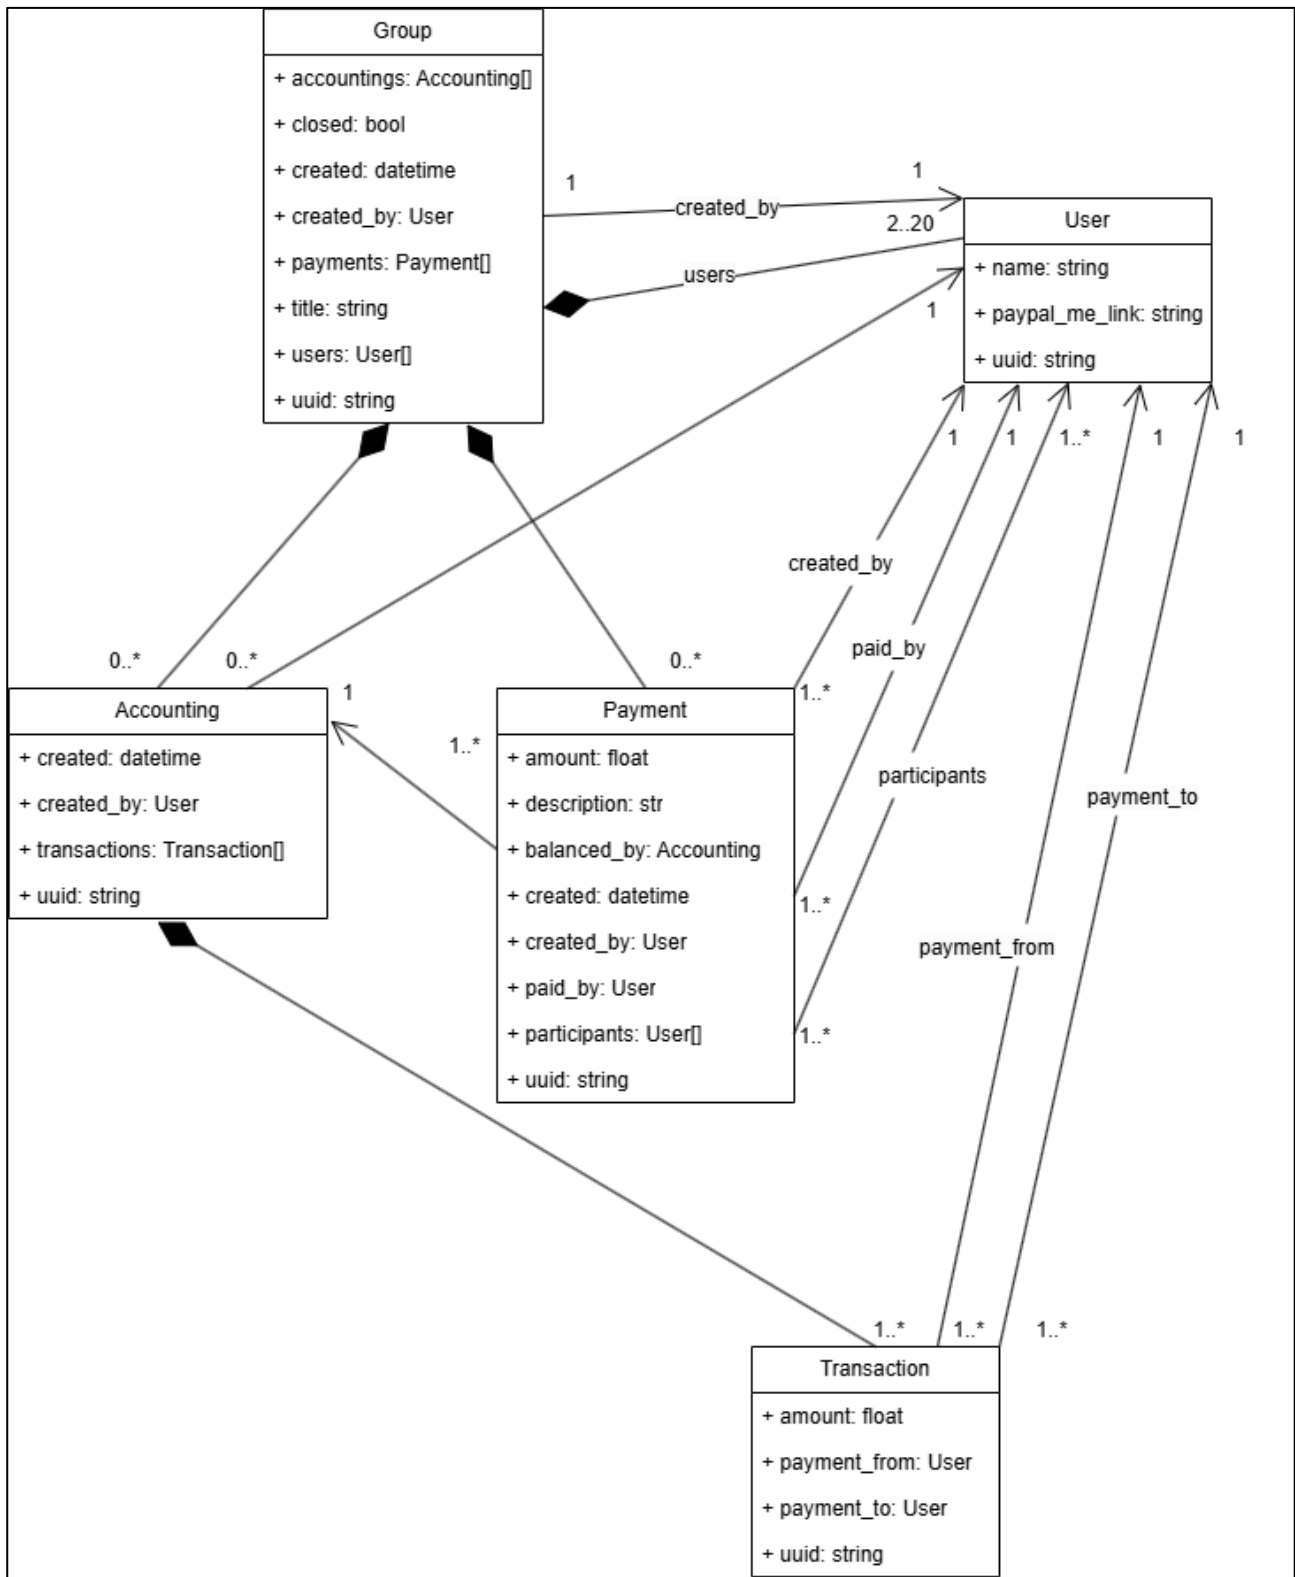 Group
+ accountings: Accounting[]
+ closed: bool
+ created: datetime
+ created_by: User
+ payments: Payment[]
+ title: string
+ users: User[]
+ uuid: string
1
created_by
1
2..20
users
1
User
+ name: string
+ paypal_me_link: string
+ uuid: string
1
1
1..*
1
1
created_by
paid_by
participants
payment_to
payment_from
0..*
0..*
0..*
1
1..*
1..*
1..*
1..*
Accounting
+ created: datetime
+ created_by: User
+ transactions: Transaction[]
+ uuid: string
Payment
+ amount: float
+ description: str
+ balanced_by: Accounting
+ created: datetime
+ created_by: User
+ paid_by: User
+ participants: User[]
+ uuid: string
1..*
1..*
1..*
Transaction
+ amount: float
+ payment_from: User
+ payment_to: User
+ uuid: string